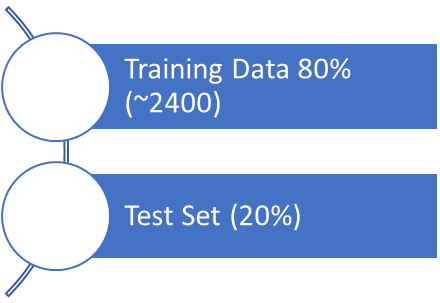 Training Data 80%
(~2400)
Test Set (20%)